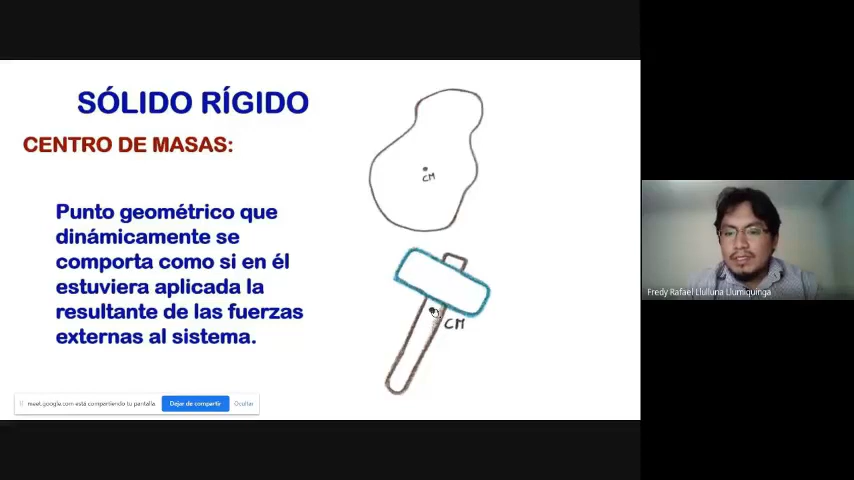 SÓLIDO RÍGIDO
CENTRO DE MASAS:
Punto geométrico que
dinámicamente se
comporta como si en él
estuviera aplicada la
resultante de las fuerzas
externas al sistema.
CM
CM
meet.google.com está compartiendo tu pantalla
Dejar de compartir
Ocultar
Fredy Rafael Llulluna Llumiquinga